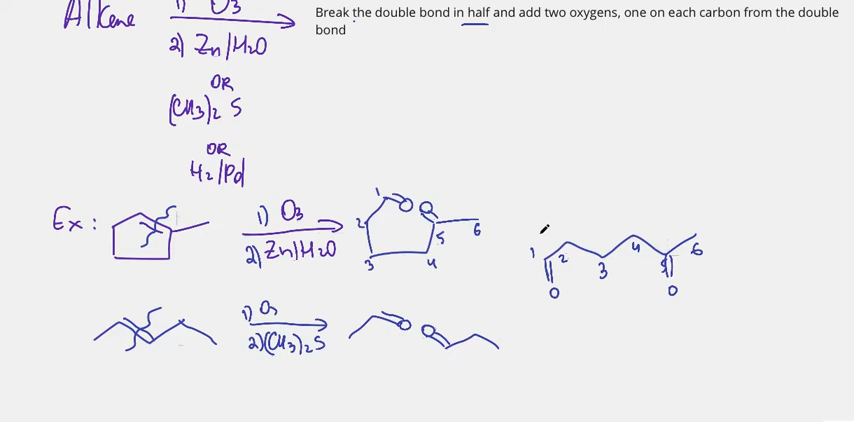 Alkene
1) O3
2) Zn/H2O
Break the double bond in half and add two oxygens, one on each carbon from the double
bond
OR
(CH3)2 S
OR
H2/Pd
Ex:
1) O3
2) Zn/H2O
1
O
O
2
3
4
5
6
1
2
3
4
5
6
O
O
1) O3
2) (CH3)2 S
O
O